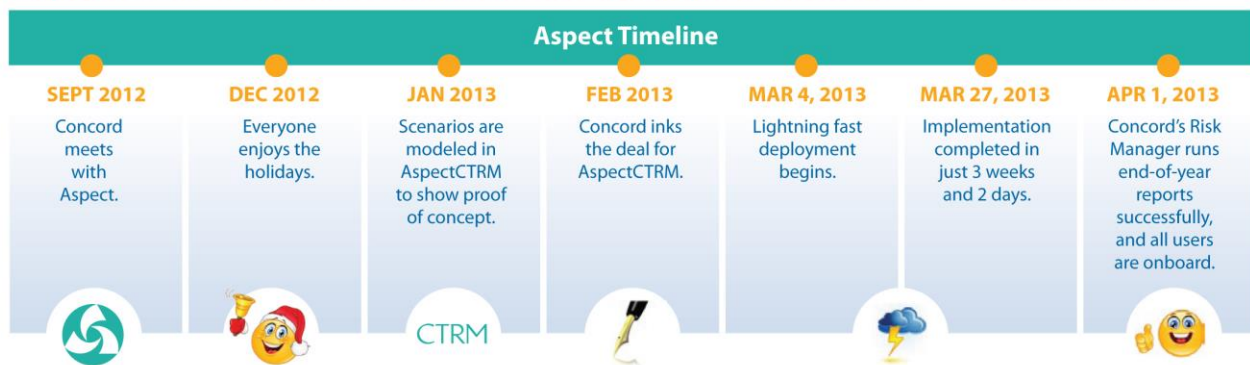 Aspect Timeline
SEPT 2012
Concord
meets
with
Aspect.
DEC 2012
Everyone
enjoys the
holidays.
JAN 2013
Scenarios are
modeled in
AspectCTRM
to show proof
of concept.
CTRM
FEB 2013
Concord inks
the deal for
AspectCTRM.
MAR 4, 2013
Lightning fast
deployment
begins.
MAR 27, 2013
Implementation
completed in
just 3 weeks
and 2 days.
APR 1, 2013
Concord’s Risk
Manager runs
end-of-year
reports
successfully,
and all users
are onboard.